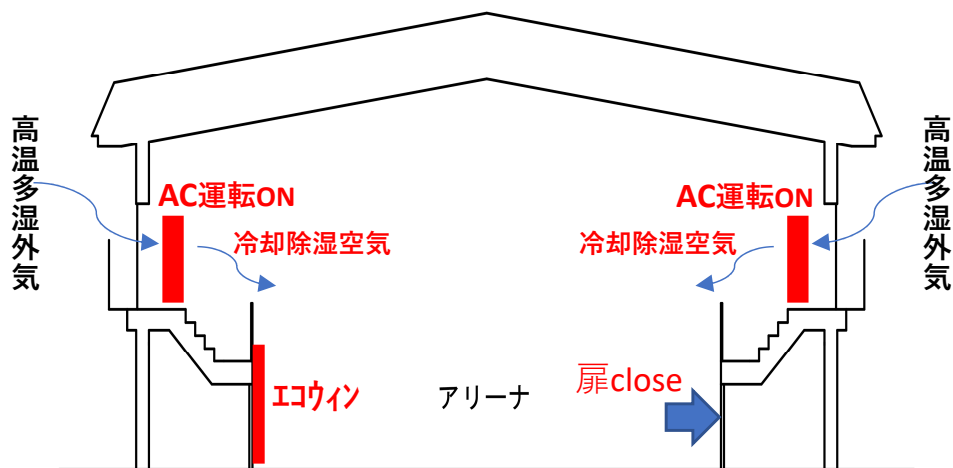 高温多湿外気
AC運転ON
冷却除湿空気
AC運転ON
冷却除湿空気
高温多湿外気
エコウィン
アリーナ
扉close